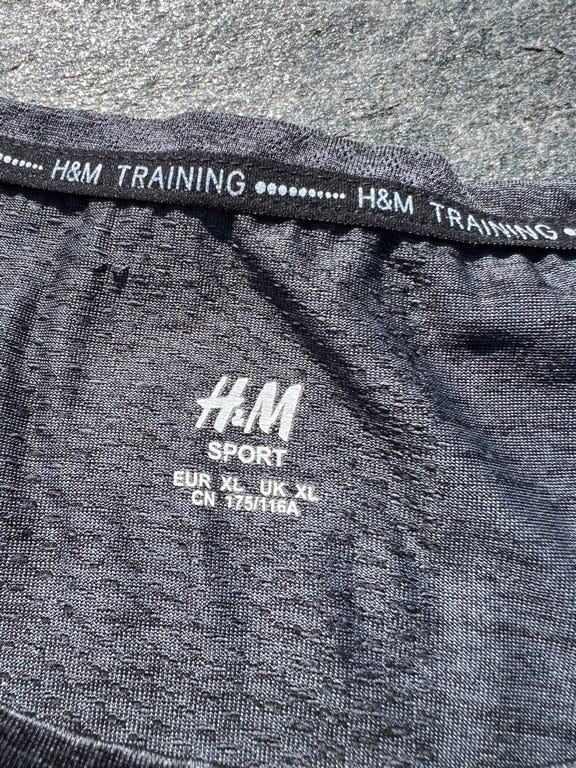 H&M TRAINING H&M TRAINING
H&M
SPORT
EUR XL UK XL
CN 175/116A